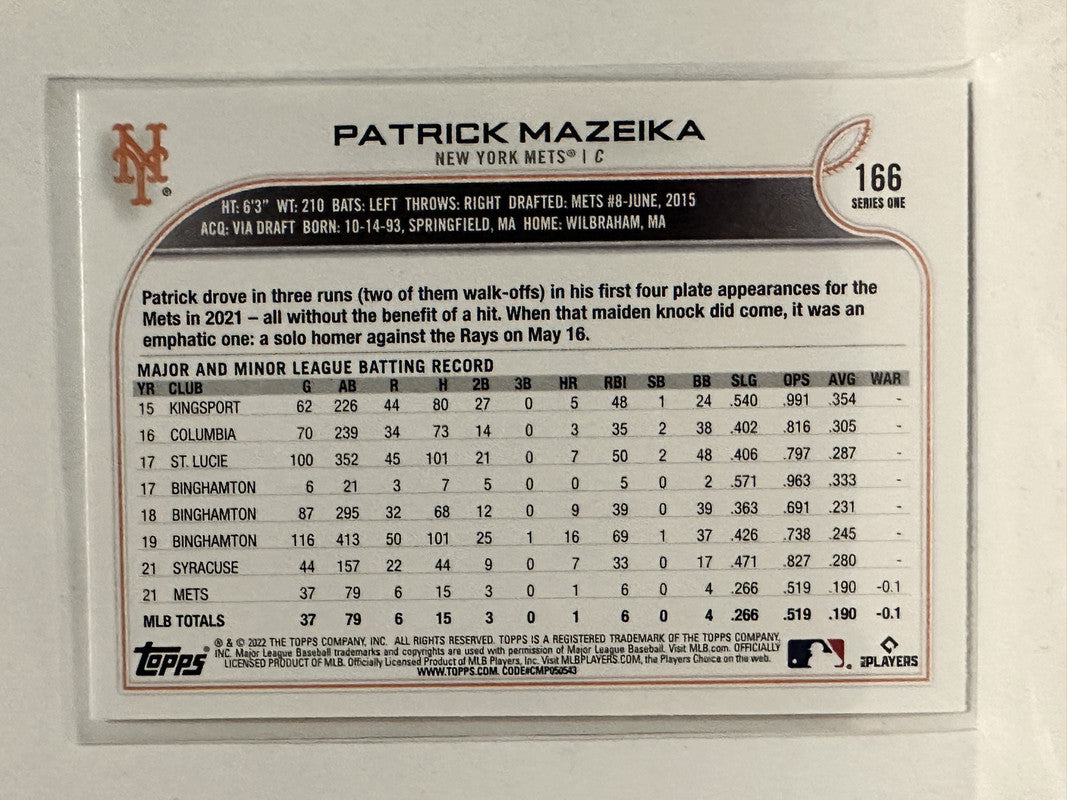 NY
®
PATRICK MAZEIKA
NEW YORK METS® | C
166
SERIES ONE
HT: 6'3" WT: 210 BATS: LEFT THROWS: RIGHT DRAFTED: METS #8-JUNE, 2015
ACQ: VIA DRAFT BORN: 10-14-93, SPRINGFIELD, MA HOME: WILBRAHAM, MA
Patrick drove in three runs (two of them walk-offs) in his first four plate appearances for the
Mets in 2021 – all without the benefit of a hit. When that maiden knock did come, it was an
emphatic one: a solo homer against the Rays on May 16.
MAJOR AND MINOR LEAGUE BATTING RECORD
YR CLUB G AB R H 2B 3B HR RBI SB BB SLG OPS AVG WAR
15 KINGSPORT 62 226 44 80 27 0 5 48 1 24 .540 .991 .354 -
16 COLUMBIA 70 239 34 73 14 0 3 35 2 38 .402 .816 .305 -
17 ST. LUCIE 100 352 45 101 21 0 7 50 2 48 .406 .797 .287 -
17 BINGHAMTON 6 21 3 7 5 0 0 5 0 2 .571 .963 .333 -
18 BINGHAMTON 87 295 32 68 12 0 9 39 0 39 .363 .691 .231 -
19 BINGHAMTON 116 413 50 101 25 1 16 69 1 37 .426 .738 .245 -
21 SYRACUSE 44 157 22 44 9 0 7 33 0 17 .471 .827 .280 -
21 METS 37 79 6 15 3 0 1 6 0 4 .266 .519 .190 -0.1
MLB TOTALS 37 79 6 15 3 0 1 6 0 4 .266 .519 .190 -0.1
topps®
® & © 2022 THE TOPPS COMPANY, INC. ALL RIGHTS RESERVED. TOPPS IS A REGISTERED TRADEMARK OF THE TOPPS COMPANY,
INC. Major League Baseball trademarks and copyrights are used with permission of Major League Baseball. Visit MLB.com. OFFICIALLY
LICENSED PRODUCT OF MLB. Officially Licensed Product of MLB Players, Inc. Visit MLBPLAYERS.COM, the Players Choice on the web.
WWW.TOPPS.COM. CODE#CMP050543
MLB PLAYERS